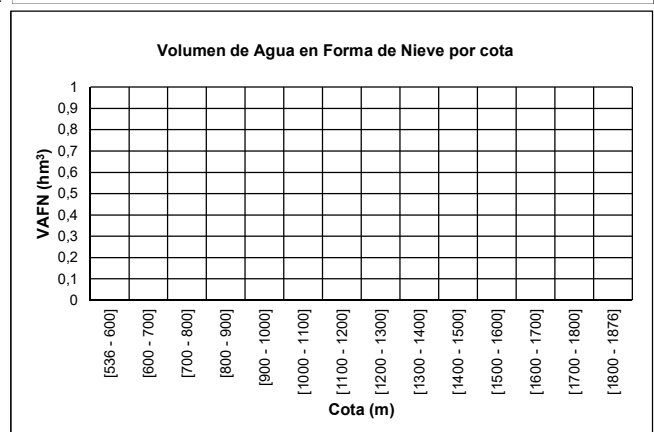 Volumen de Agua en Forma de Nieve por cota
VAFN (hm³)
1
0,9
0,8
0,7
0,6
0,5
0,4
0,3
0,2
0,1
0
[536 - 600]
[600 - 700]
[700 - 800]
[800 - 900]
[900 - 1000]
[1000 - 1100]
[1100 - 1200]
[1200 - 1300]
[1300 - 1400]
[1400 - 1500]
[1500 - 1600]
[1600 - 1700]
[1700 - 1800]
[1800 - 1876]
Cota (m)